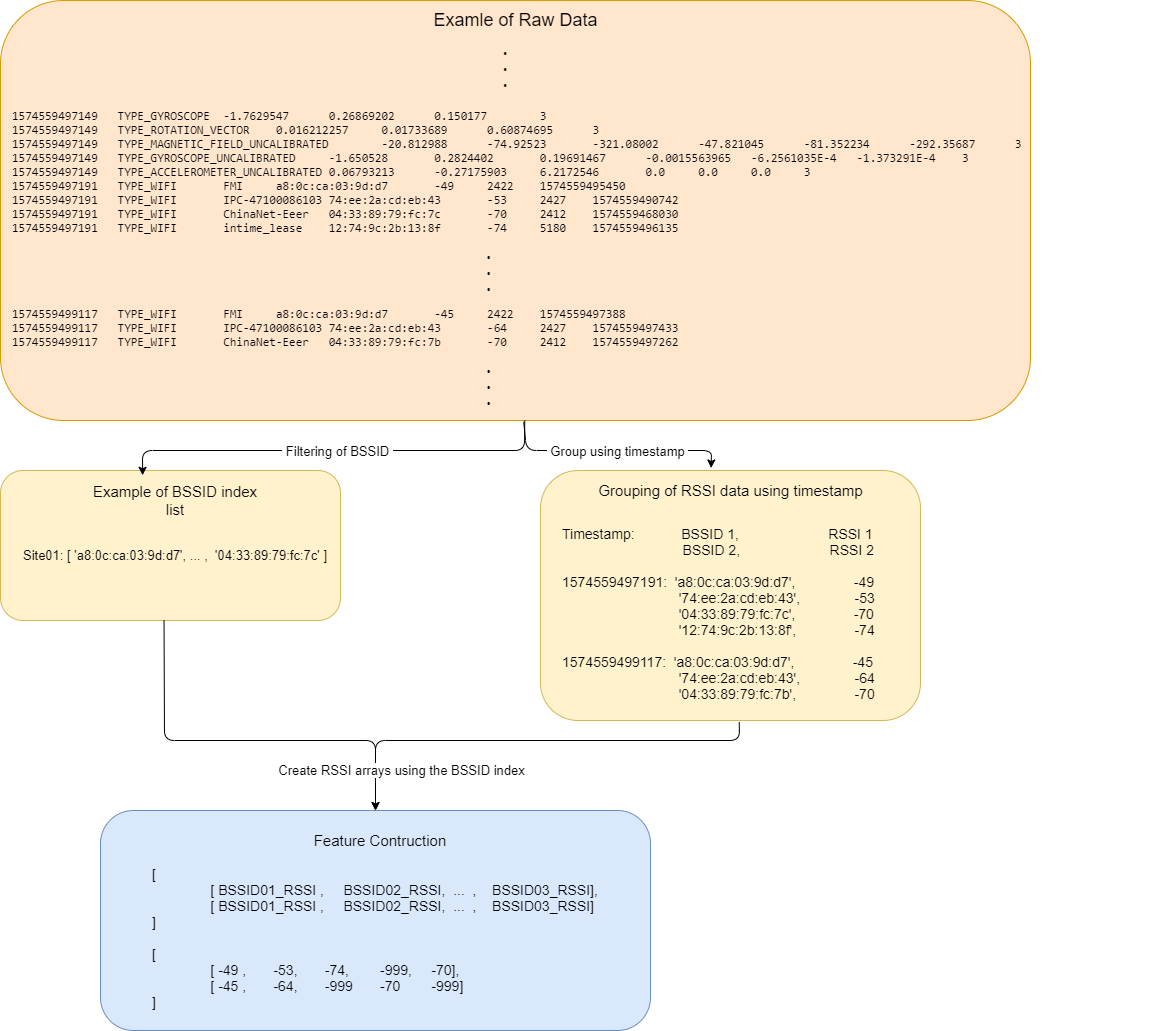 Examle of Raw Data
.
.
.
1574559497149 TYPE_GYROSCOPE -1.7629547 0.26869202 0.150177 3
1574559497149 TYPE_ROTATION_VECTOR 0.016212257 0.01733689 0.60874695 3
1574559497149 TYPE_MAGNETIC_FIELD_UNCALIBRATED -20.812988 -74.92523 -321.08002 -47.821045 -81.352234 -292.35687 3
1574559497149 TYPE_GYROSCOPE_UNCALIBRATED -1.650528 0.2824402 0.19691467 -0.0015563965 -6.2561035E-4 -1.373291E-4 3
1574559497149 TYPE_ACCELEROMETER_UNCALIBRATED 0.06793213 -0.27175903 6.2172546 0.0 0.0 0.0 3
1574559497191 TYPE_WIFI FMI a8:0c:ca:03:9d:d7 -49 2422 1574559495450
1574559497191 TYPE_WIFI IPC-47100086103 74:ee:2a:cd:eb:43 -53 2427 1574559490742
1574559497191 TYPE_WIFI ChinaNet-Eeer 04:33:89:79:fc:7c -70 2412 1574559468030
1574559497191 TYPE_WIFI intime_lease 12:74:9c:2b:13:8f -74 5180 1574559496135
.
.
.
1574559499117 TYPE_WIFI FMI a8:0c:ca:03:9d:d7 -45 2422 1574559497388
1574559499117 TYPE_WIFI IPC-47100086103 74:ee:2a:cd:eb:43 -64 2427 1574559497433
1574559499117 TYPE_WIFI ChinaNet-Eeer 04:33:89:79:fc:7b -70 2412 1574559497262
.
.
.
Filtering of BSSID
Group using timestamp
Example of BSSID index
list
Site01: [ 'a8:0c:ca:03:9d:d7', ... , '04:33:89:79:fc:7c' ]
Grouping of RSSI data using timestamp
Timestamp: BSSID 1, RSSI 1
BSSID 2, RSSI 2
1574559497191: 'a8:0c:ca:03:9d:d7', -49
'74:ee:2a:cd:eb:43', -53
'04:33:89:79:fc:7c', -70
'12:74:9c:2b:13:8f', -74
1574559499117: 'a8:0c:ca:03:9d:d7', -45
'74:ee:2a:cd:eb:43', -64
'04:33:89:79:fc:7b', -70
Create RSSI arrays using the BSSID index
Feature Contruction
[
[ BSSID01_RSSI , BSSID02_RSSI, ... , BSSID03_RSSI],
[ BSSID01_RSSI , BSSID02_RSSI, ... , BSSID03_RSSI]
]
[
[ -49 , -53, -74, -999, -70],
[ -45 , -64, -999 -70 -999]
]